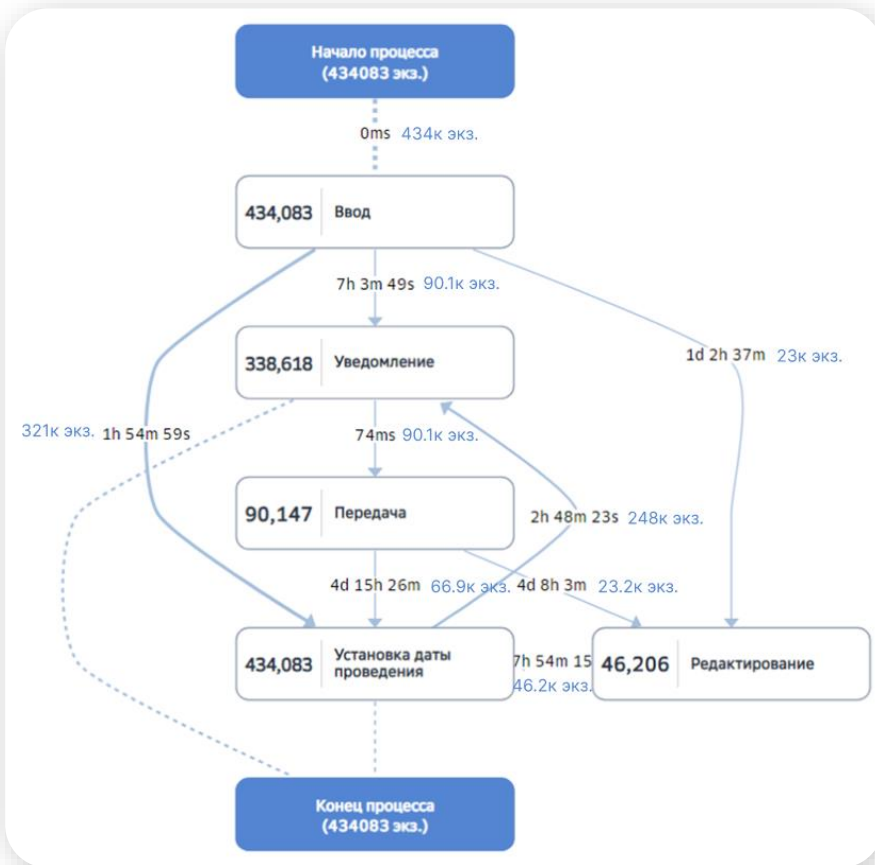 Начало процесса
(434083 экз.)
0ms 434к экз.
434,083 Ввод
7h 3m 49s 90.1к экз.
1d 2h 37m 23к экз.
338,618 Уведомление
321к экз. 1h 54m 59s
74ms 90.1к экз.
90,147 Передача
2h 48m 23s 248к экз.
4d 15h 26m 66.9к экз.
4d 8h 3m 23.2к экз.
434,083 Установка даты
проведения
7h 54m 15
46.2к экз.
46,206 Редактирование
Конец процесса
(434083 экз.)